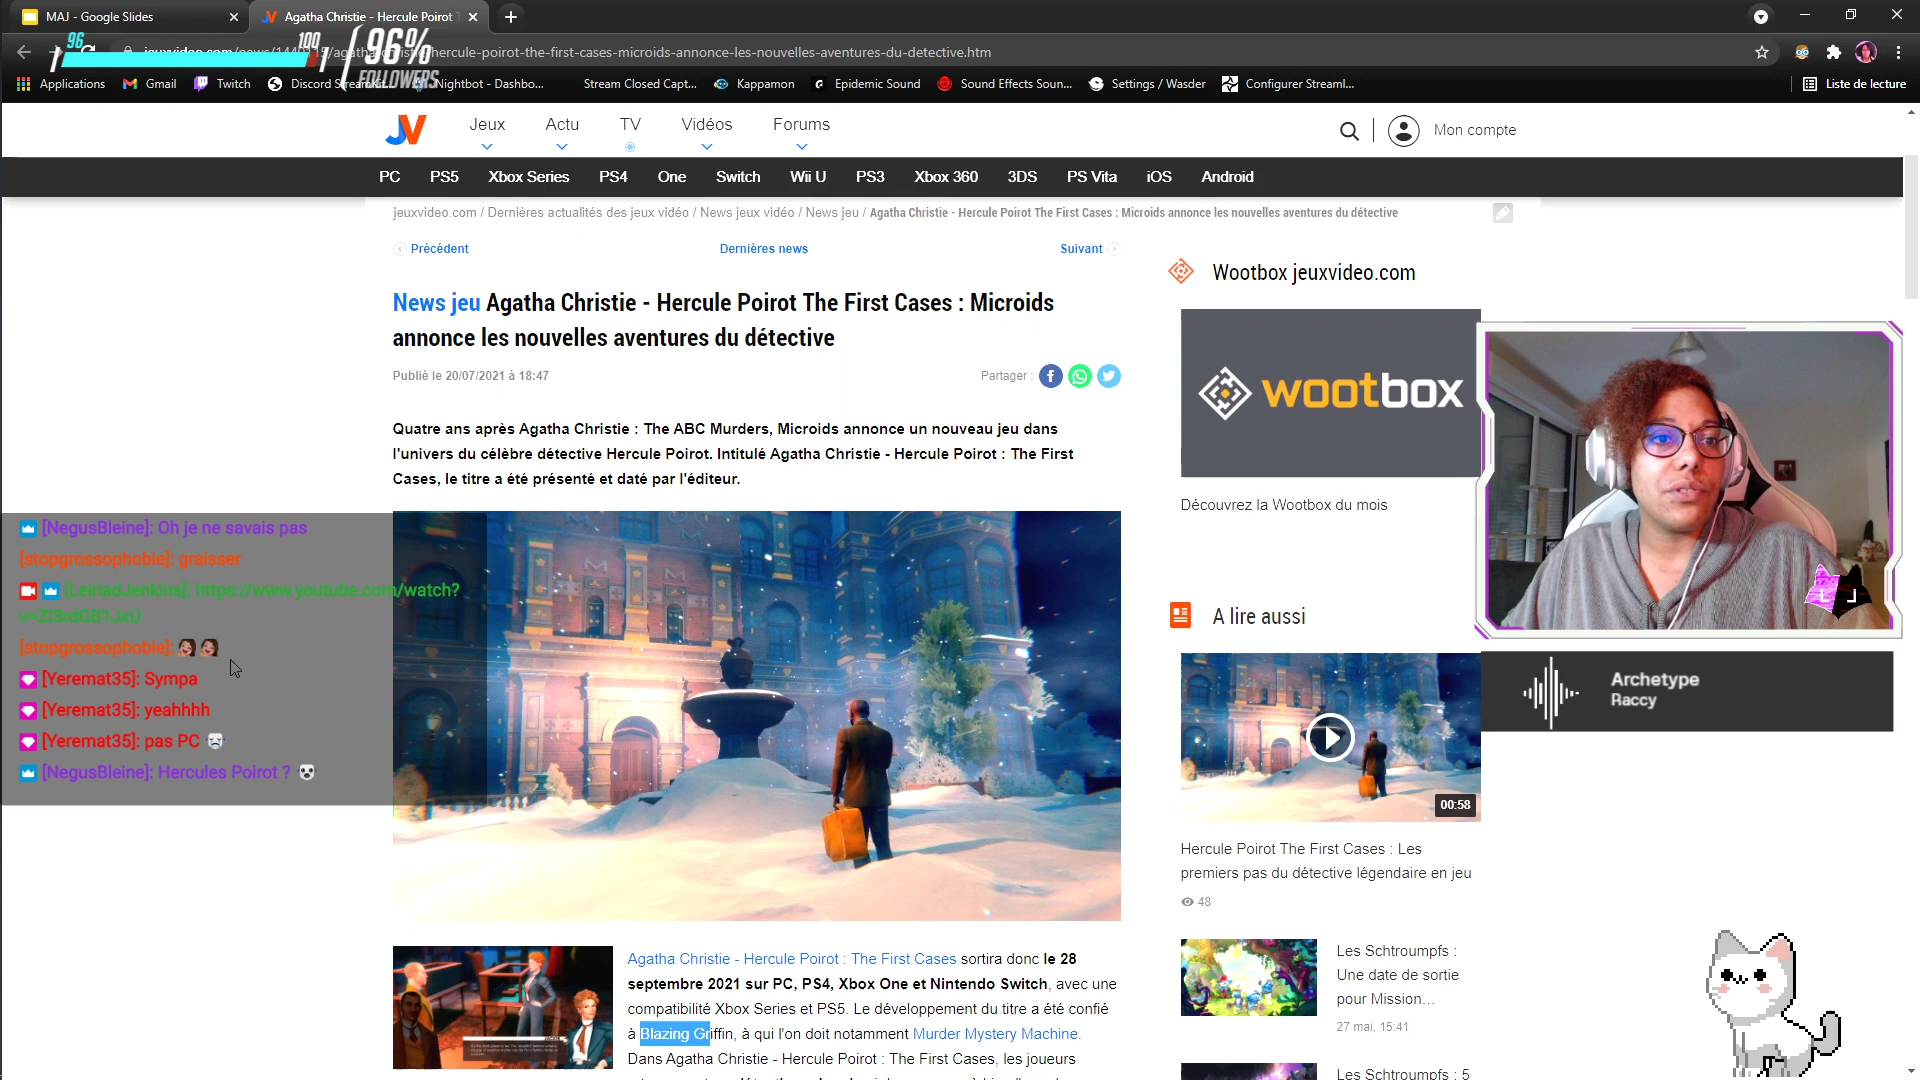 MAJ - Google Slides
Agatha Christie - Hercule Poirot
96
100
96%
FOLLOWERS
hercule-poirot-the-first-cases-microids-annonce-les-nouvelles-aventures-du-detective.htm
Applications
Gmail
Twitch
Discord
Nightbot - Dashbo...
Stream Closed Capt...
Kappamon
Epidemic Sound
Sound Effects Soun...
Settings / Wasder
Configurer Streaml...
Liste de lecture
JV
Jeux
Actu
TV
Vidéos
Forums
Mon compte
PC
PS5
Xbox Series
PS4
One
Switch
Wii U
PS3
Xbox 360
3DS
PS Vita
iOS
Android
jeuxvideo.com / Dernières actualités des jeux vidéo / News jeux vidéo / News jeu / Agatha Christie - Hercule Poirot The First Cases : Microids annonce les nouvelles aventures du détective
Précédent
Dernières news
Suivant
News jeu Agatha Christie - Hercule Poirot The First Cases : Microids
annonce les nouvelles aventures du détective
Publié le 20/07/2021 à 18:47
Partager :
Quatre ans après Agatha Christie : The ABC Murders, Microids annonce un nouveau jeu dans
l'univers du célèbre détective Hercule Poirot. Intitulé Agatha Christie - Hercule Poirot : The First
Cases, le titre a été présenté et daté par l'éditeur.
[NegusBleine]: Oh je ne savais pas
[stopgrossophobie]: graisser
[LeiriadJenkins]: https://www.youtube.com/watch?
v=ZI3rdGB1JxU
[stopgrossophobie]:
[Yeremat35]: Sympa
[Yeremat35]: yeahhhh
[Yeremat35]: pas PC
[NegusBleine]: Hercules Poirot ?
Agatha Christie - Hercule Poirot : The First Cases sortira donc le 28
septembre 2021 sur PC, PS4, Xbox One et Nintendo Switch, avec une
compatibilité Xbox Series et PS5. Le développement du titre a été confié
à Blazing Griffin, à qui l'on doit notamment Murder Mystery Machine.
Dans Agatha Christie - Hercule Poirot : The First Cases, les joueurs
Wootbox jeuxvideo.com
wootbox
Découvrez la Wootbox du mois
A lire aussi
00:58
Hercule Poirot The First Cases : Les
premiers pas du détective légendaire en jeu
48
Les Schtroumpfs :
Une date de sortie
pour Mission...
27 mai, 15:41
Les Schtroumpfs : 5
L J
Archetype
Raccy